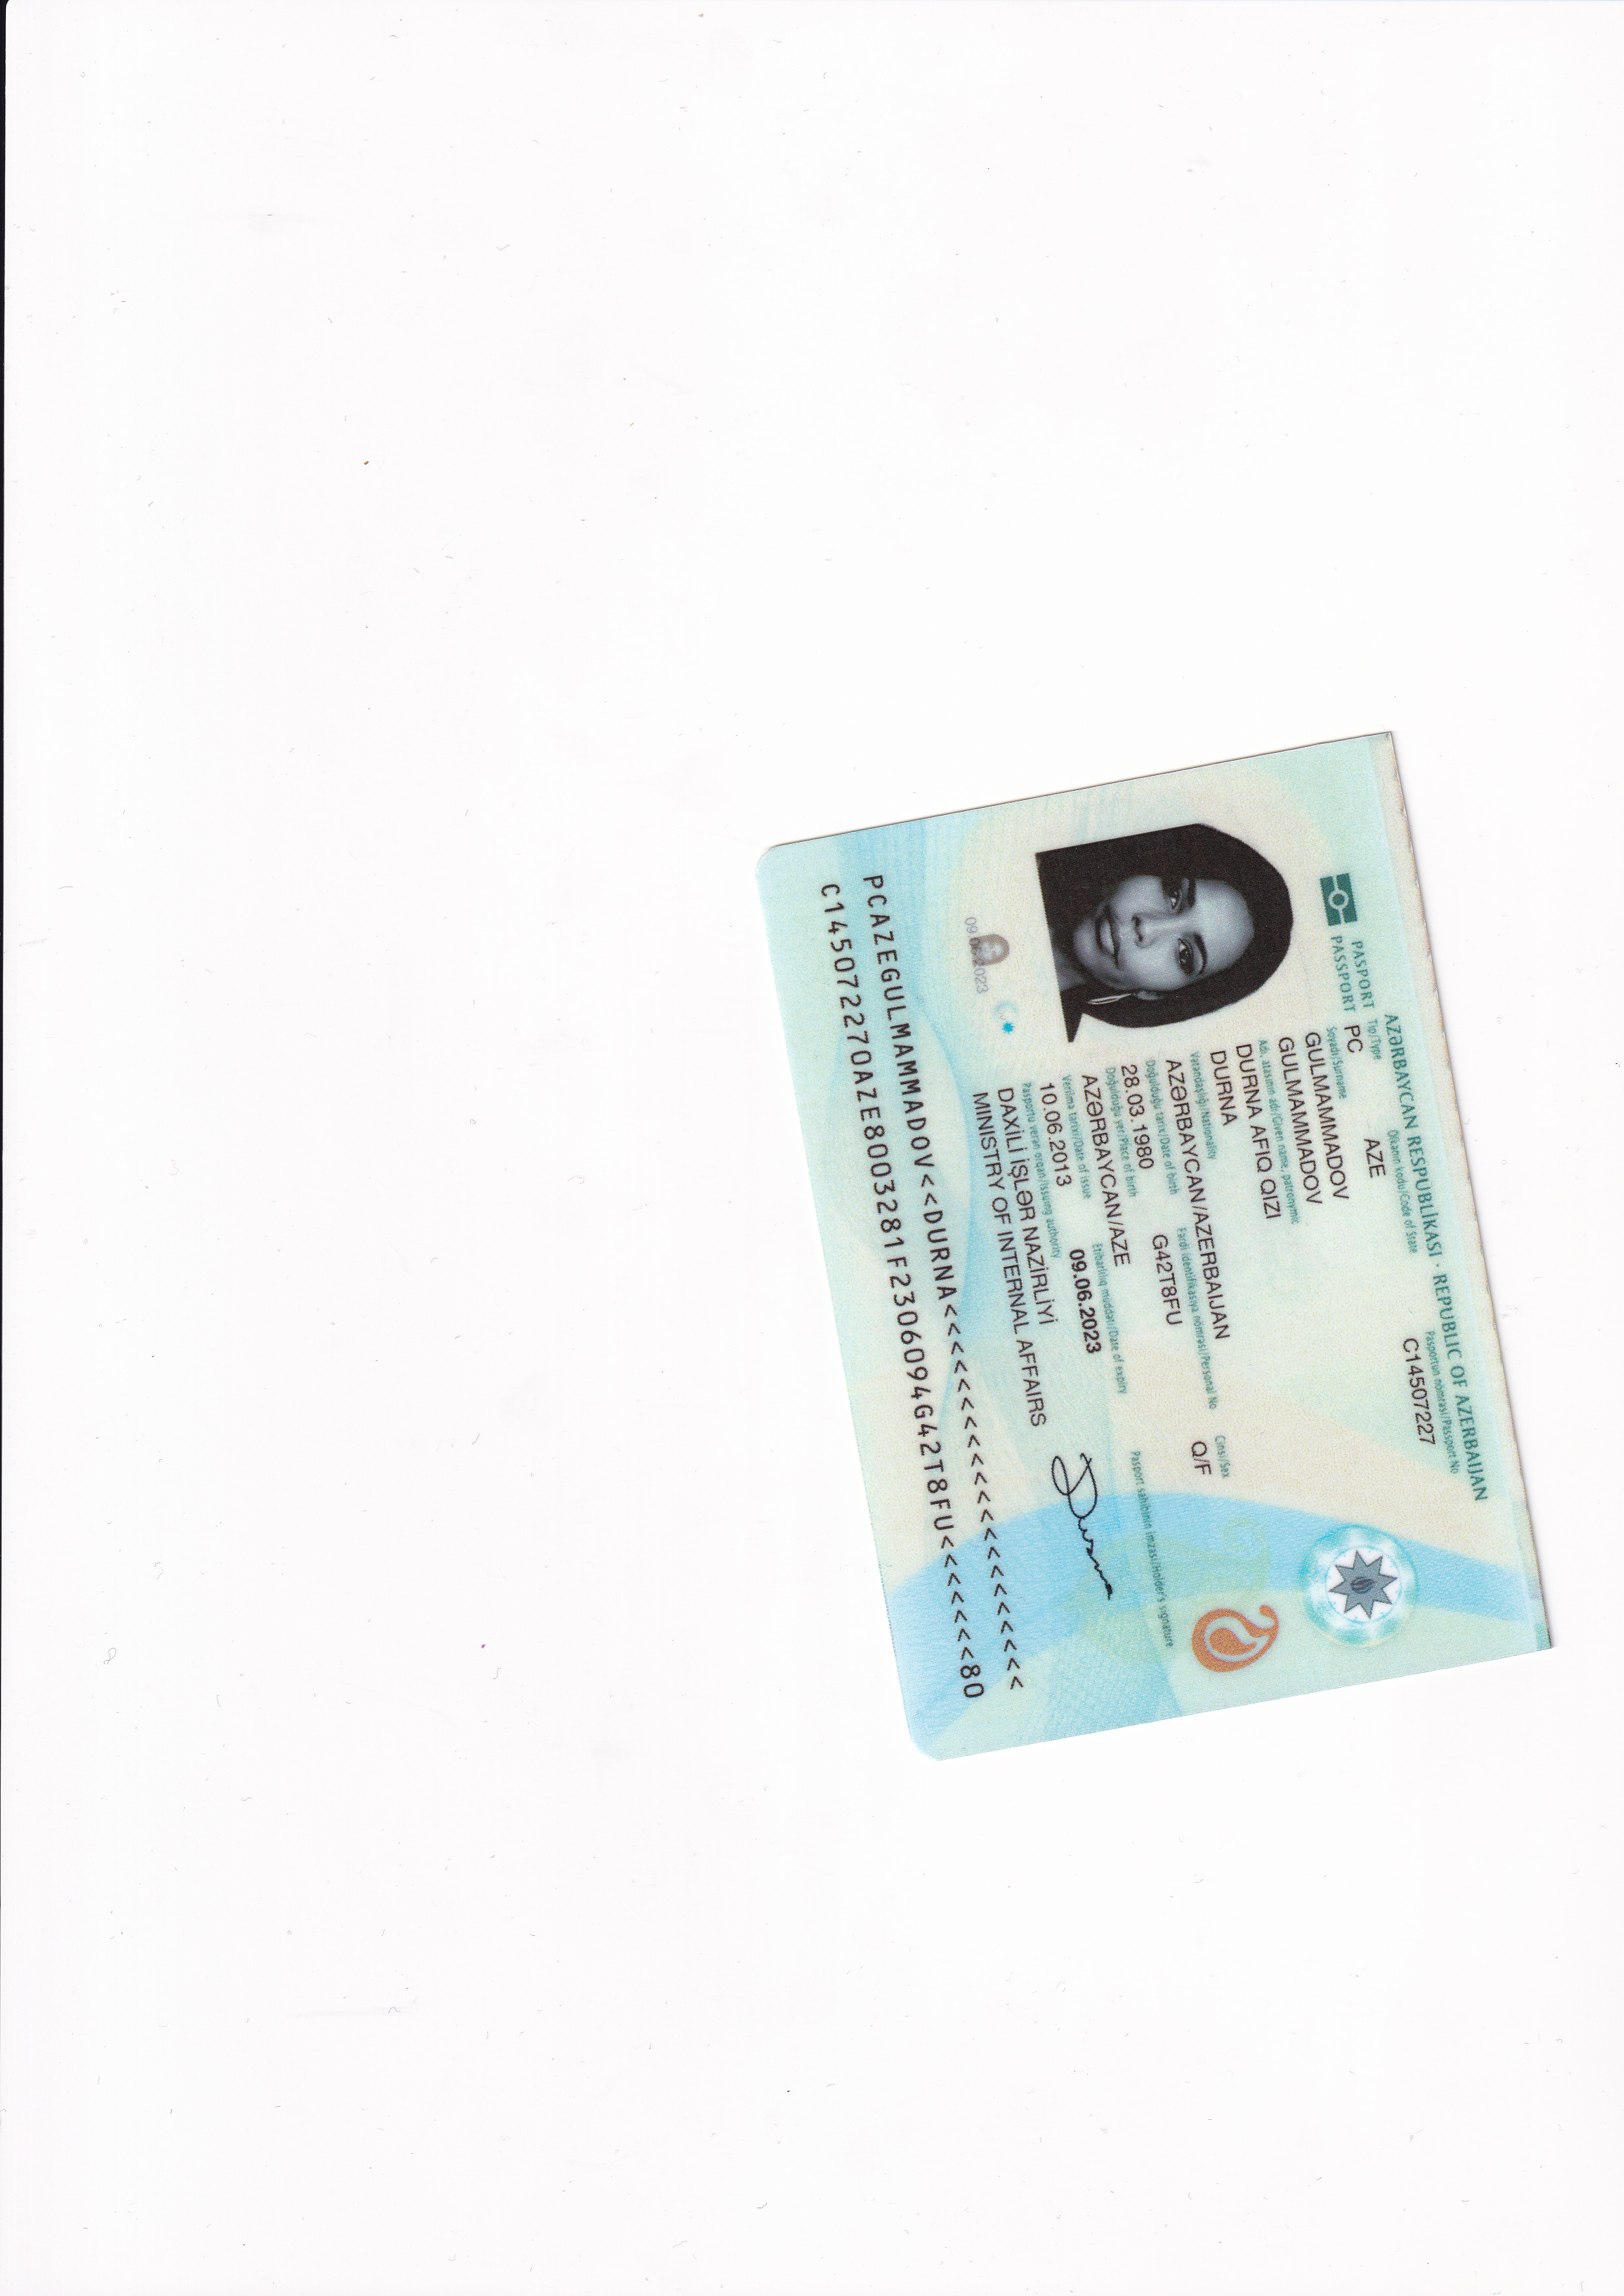 AZƏRBAYCAN RESPUBLİKASI · REPUBLIC OF AZERBAIJAN
PASPORT
PASSPORT
Tip/Type
Ölkənin kodu/Code of State
Pasportun nömrəsi/Passport No
PC
AZE
C14507227
Soyadı/Surname
GULMAMMADOV
GULMAMMADOV
Adı, atasının adı/Given name, patronymic
DURNA AFIQ QIZI
DURNA
Vətəndaşlığı/Nationality
AZƏRBAYCAN/AZERBAIJAN
Doğulduğu tarix/Date of birth
Fərdi identifikasiya nömrəsi/Personal No
Cinsi/Sex
28.03.1980
G42T8FU
Q/F
Doğulduğu yer/Place of birth
AZƏRBAYCAN/AZE
Verilmə tarixi/Date of issue
Etibarlılıq müddəti/Date of expiry
Pasport sahibinin imzası/Holder's signature
10.06.2013
09.06.2023
Pasportu verən orqan/Issuing authority
DAXİLİ İŞLƏR NAZİRLİYİ
MINISTRY OF INTERNAL AFFAIRS
Durna
09.06.2023
PCAZEGULMAMMADOV<<DURNA<<<<<<<<<<<<<<<<<<<<<
C145072270AZE8003281F2306094G42T8FU<<<<<<<80